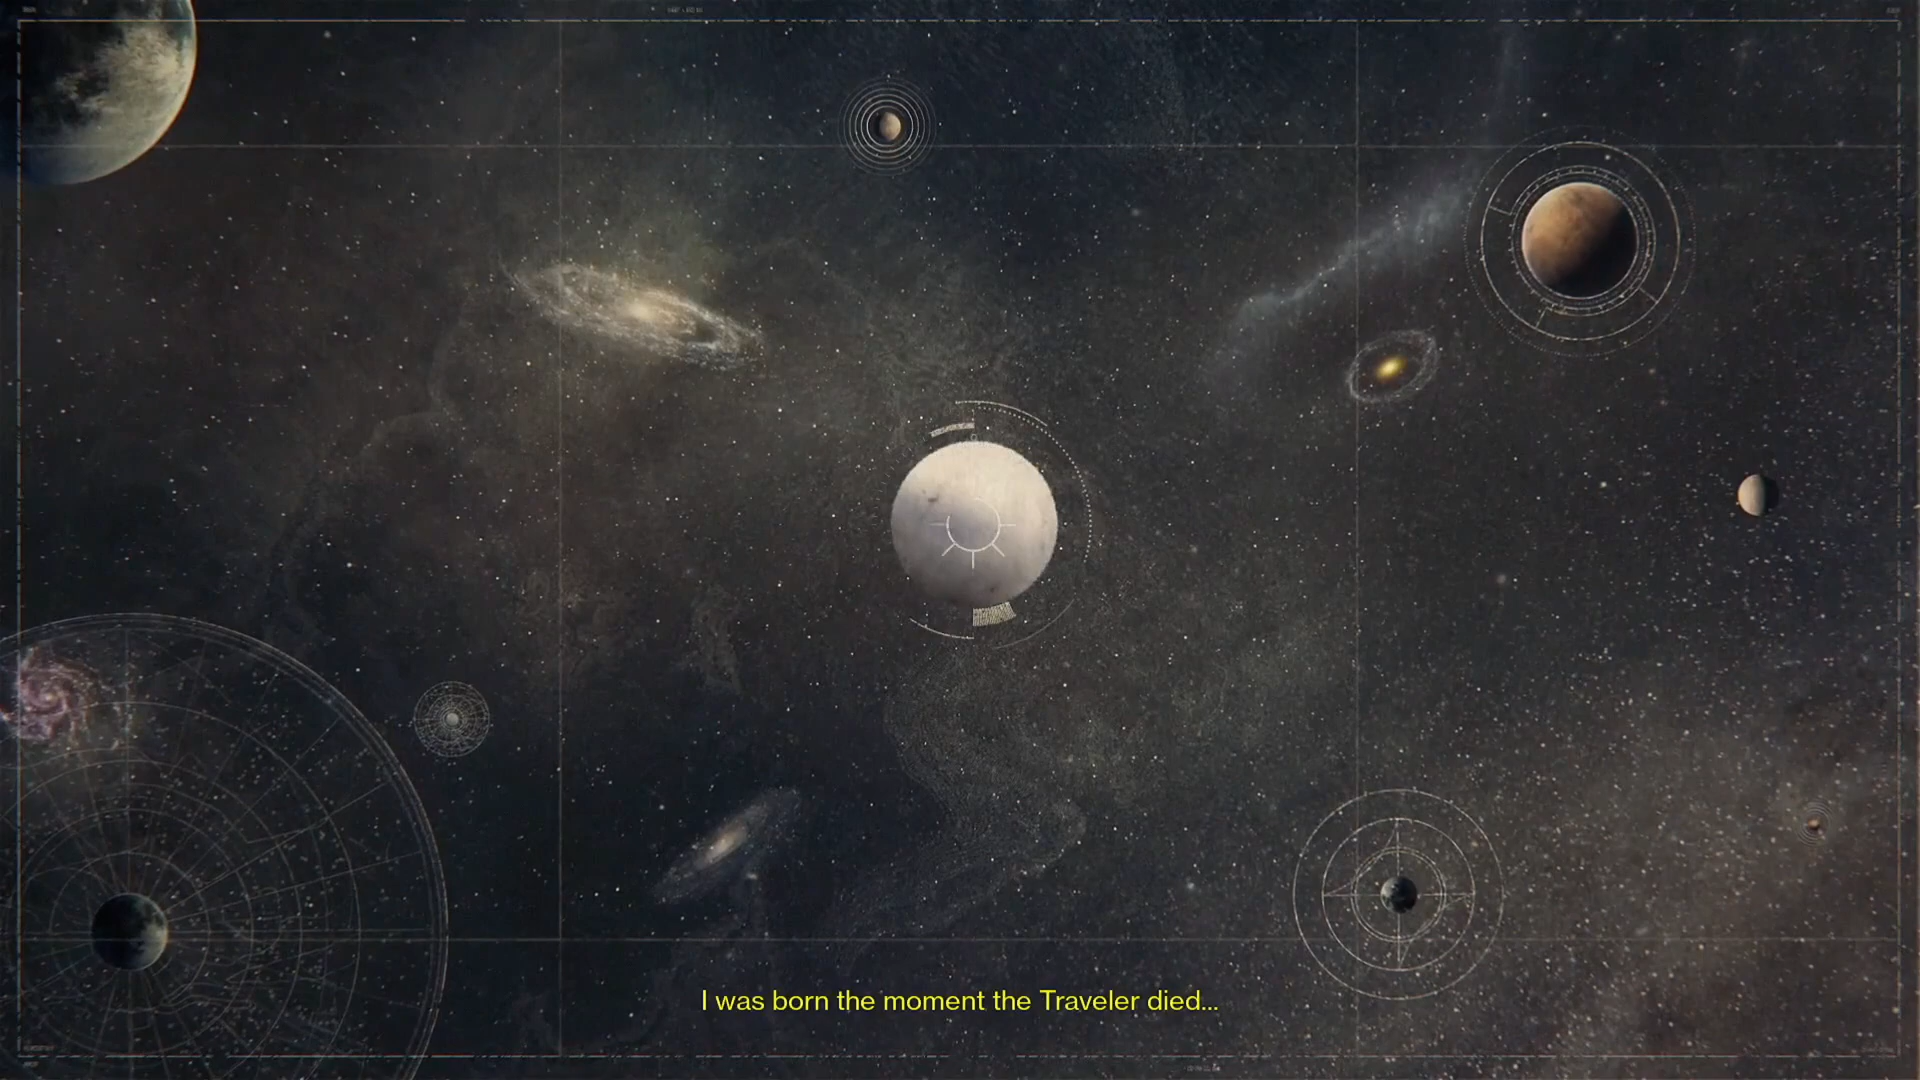 I was born the moment the Traveler died...